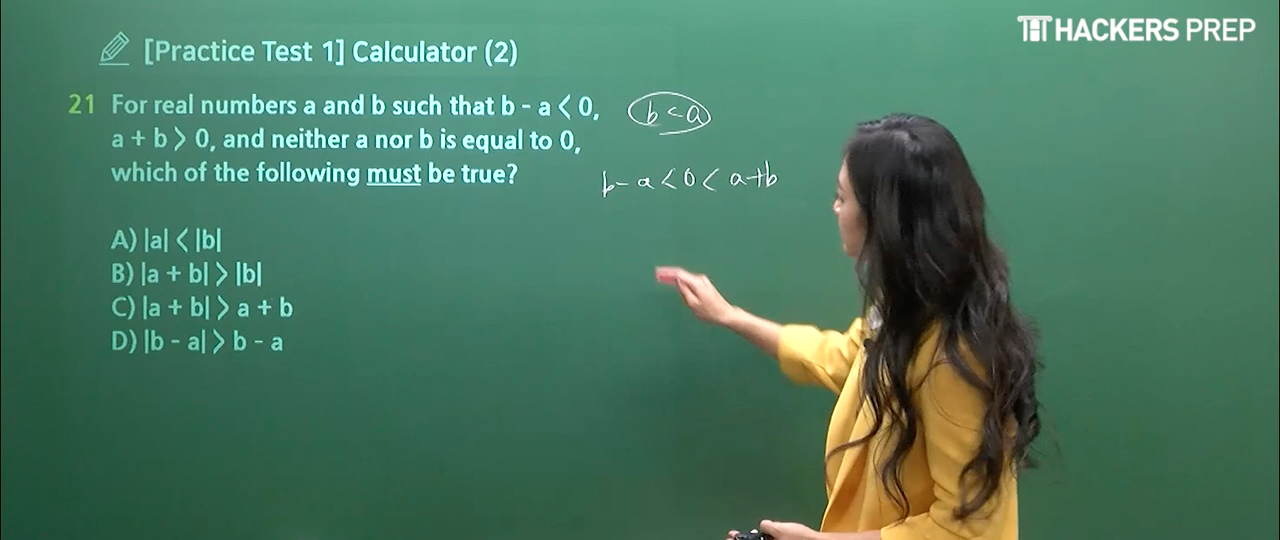 HACKERS PREP
[Practice Test 1] Calculator (2)
21 For real numbers a and b such that b - a < 0,
a + b > 0, and neither a nor b is equal to 0,
which of the following must be true?
b < a
b - a < 0 < a + b
A) |a| < |b|
B) |a + b| > |b|
C) |a + b| > a + b
D) |b - a| > b - a